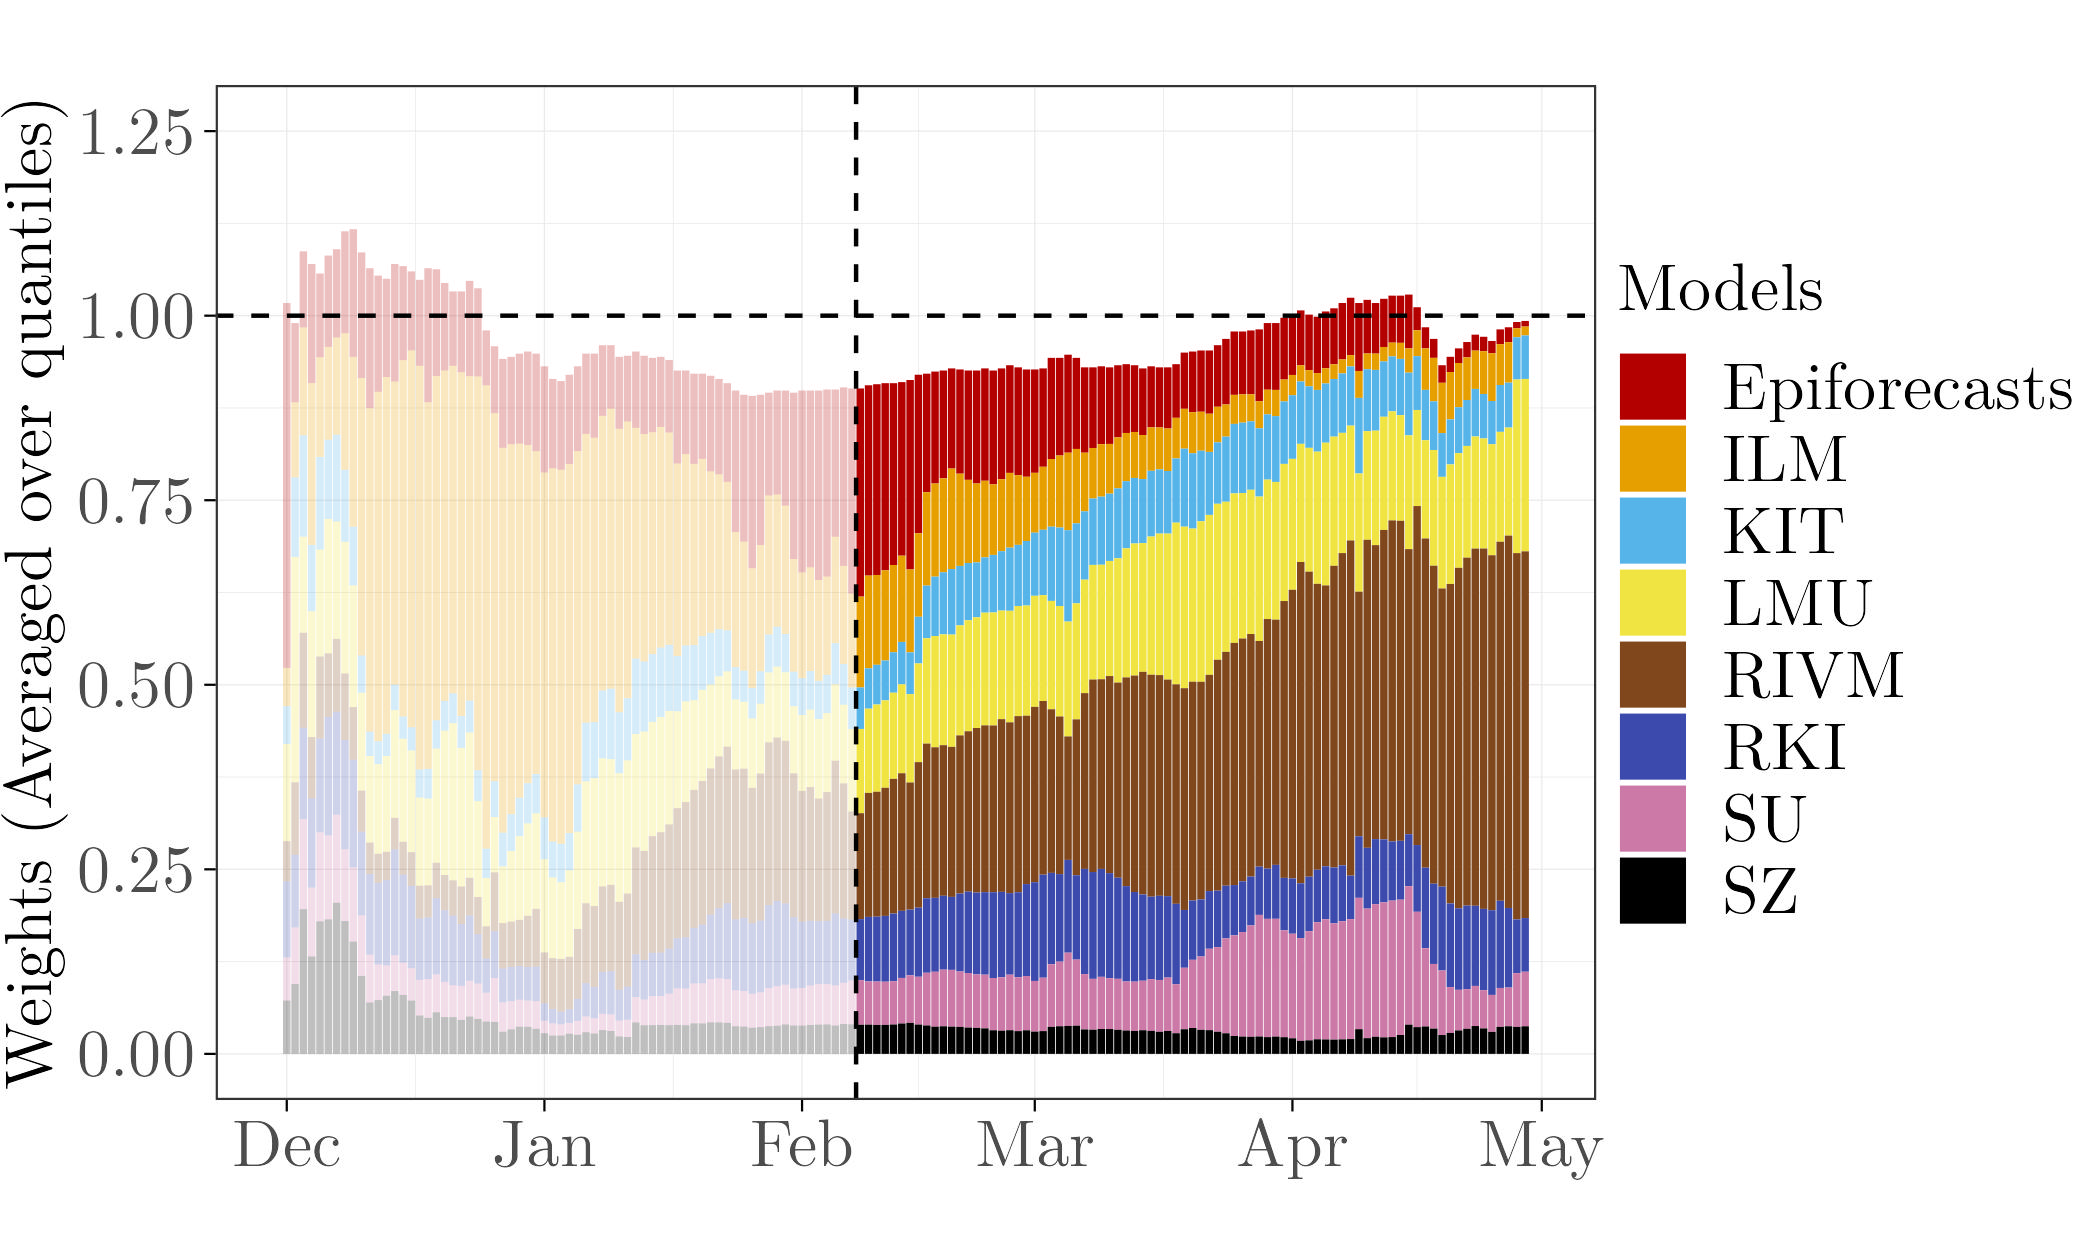 Weights (Averaged over quantiles)
1.25
1.00
0.75
0.50
0.25
0.00
Dec
Jan
Feb
Mar
Apr
May
Models
Epiforecasts
ILM
KIT
LMU
RIVM
RKI
SU
SZ